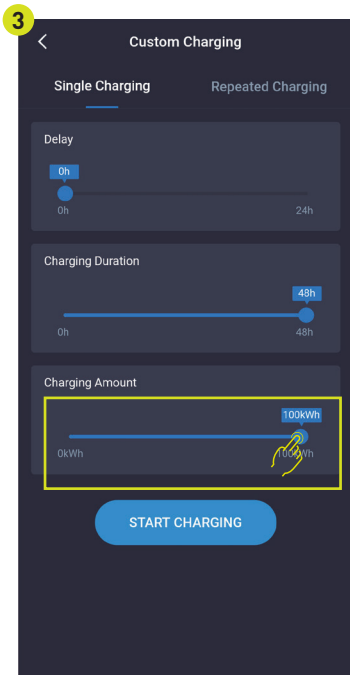 3
Custom Charging
Single Charging Repeated Charging
Delay
0h
0h 24h
Charging Duration
48h
0h 48h
Charging Amount
100kWh
0kWh 100kWh
START CHARGING